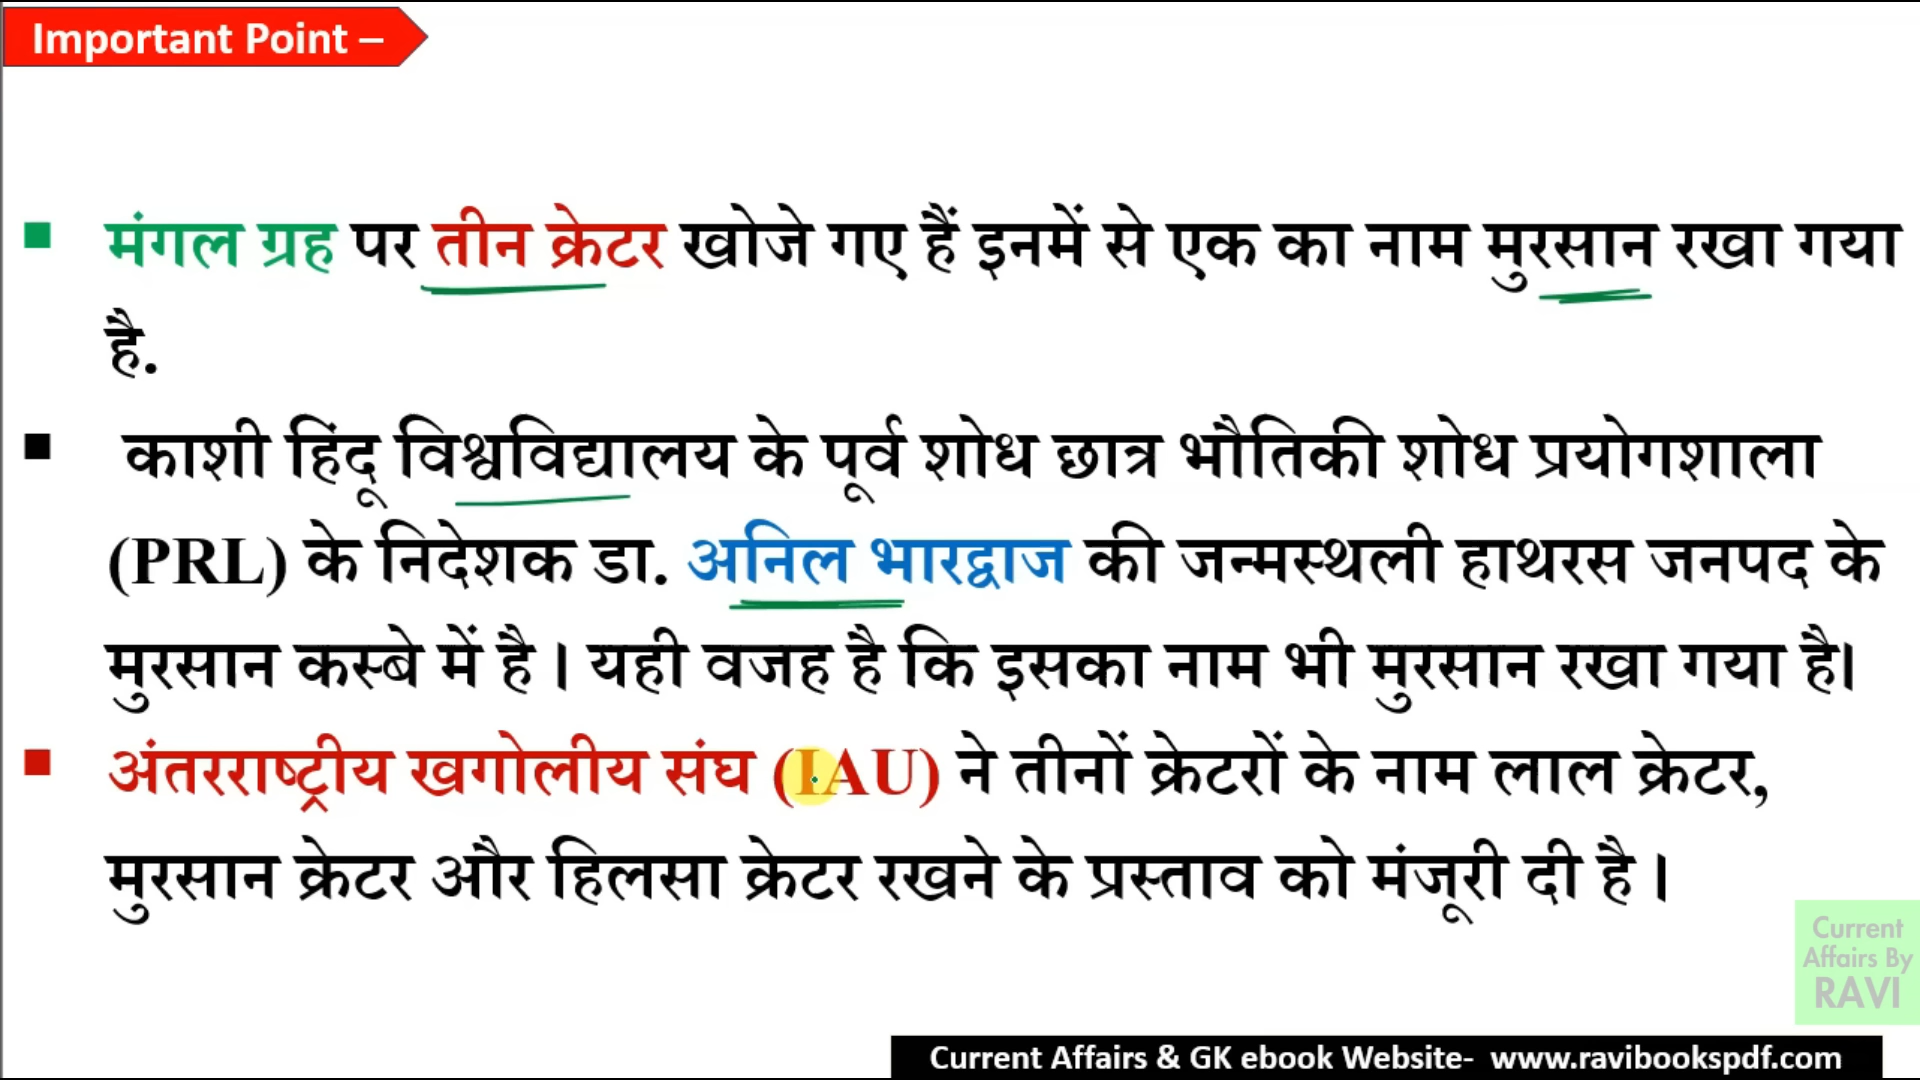 Important Point –
मंगल ग्रह पर तीन क्रेटर खोजे गए हैं इनमें से एक का नाम मुरसान रखा गया
है.
काशी हिंदू विश्वविद्यालय के पूर्व शोध छात्र भौतिकी शोध प्रयोगशाला
(PRL) के निदेशक डा. अनिल भारद्वाज की जन्मस्थली हाथरस जनपद के
मुरसान कस्बे में है। यही वजह है कि इसका नाम भी मुरसान रखा गया है।
अंतरराष्ट्रीय खगोलीय संघ (IAU) ने तीनों क्रेटरों के नाम लाल क्रेटर,
मुरसान क्रेटर और हिलसा क्रेटर रखने के प्रस्ताव को मंजूरी दी है।
Current
Affairs By
RAVI
Current Affairs & GK ebook Website- www.ravibookspdf.com